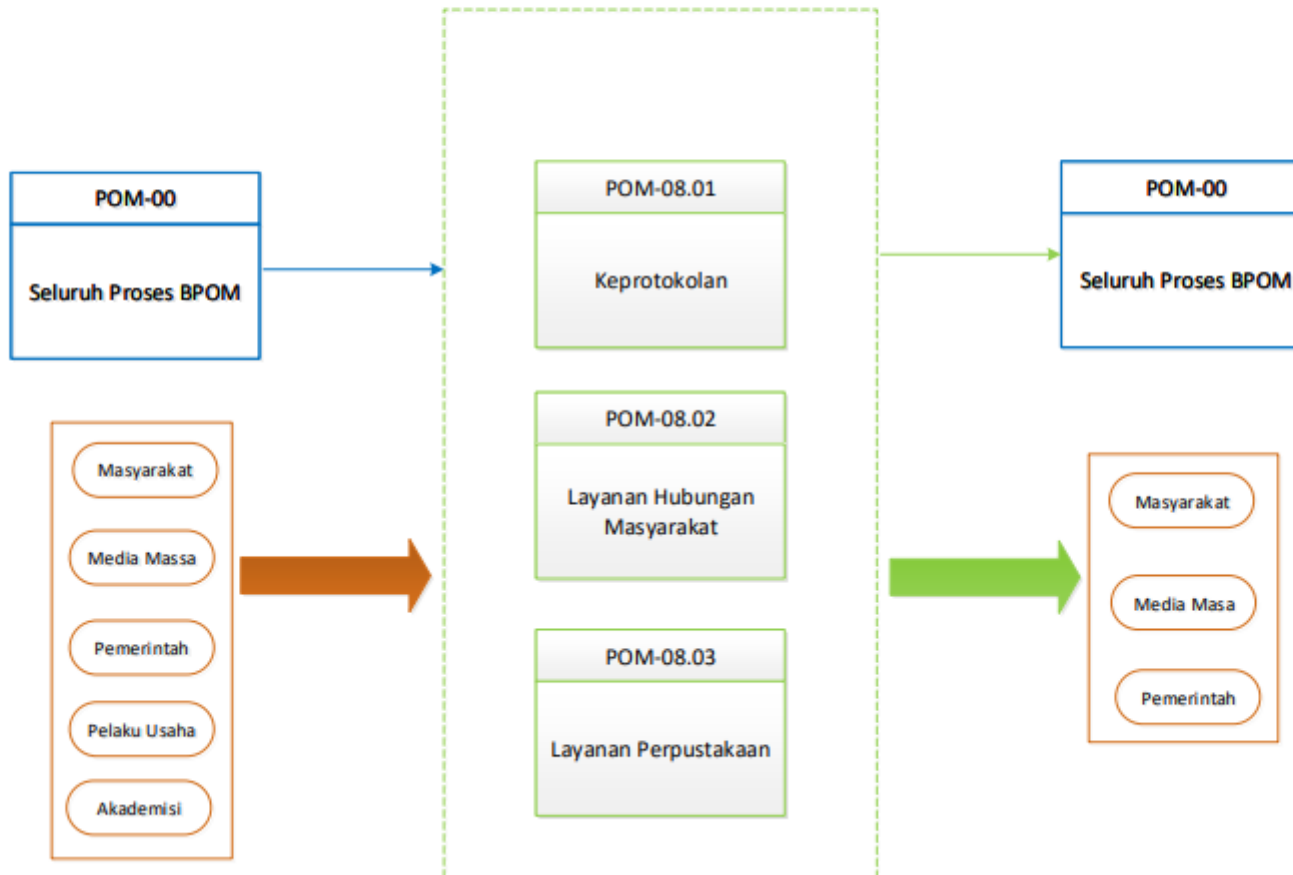 POM-00
Seluruh Proses BPOM
Masyarakat
Media Massa
Pemerintah
Pelaku Usaha
Akademisi
POM-08.01
Keprotokolan
POM-08.02
Layanan Hubungan
Masyarakat
POM-08.03
Layanan Perpustakaan
POM-00
Seluruh Proses BPOM
Masyarakat
Media Masa
Pemerintah